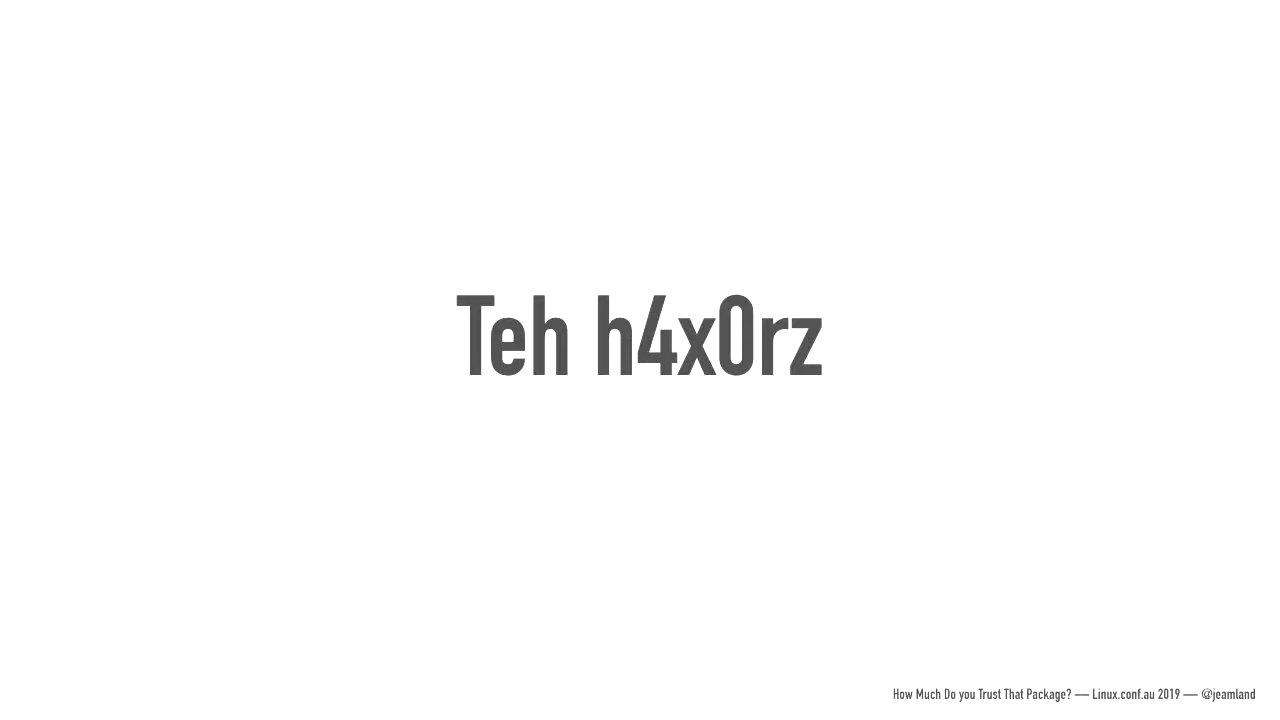 Teh h4x0rz
How Much Do you Trust That Package? — Linux.conf.au 2019 — @jeamland